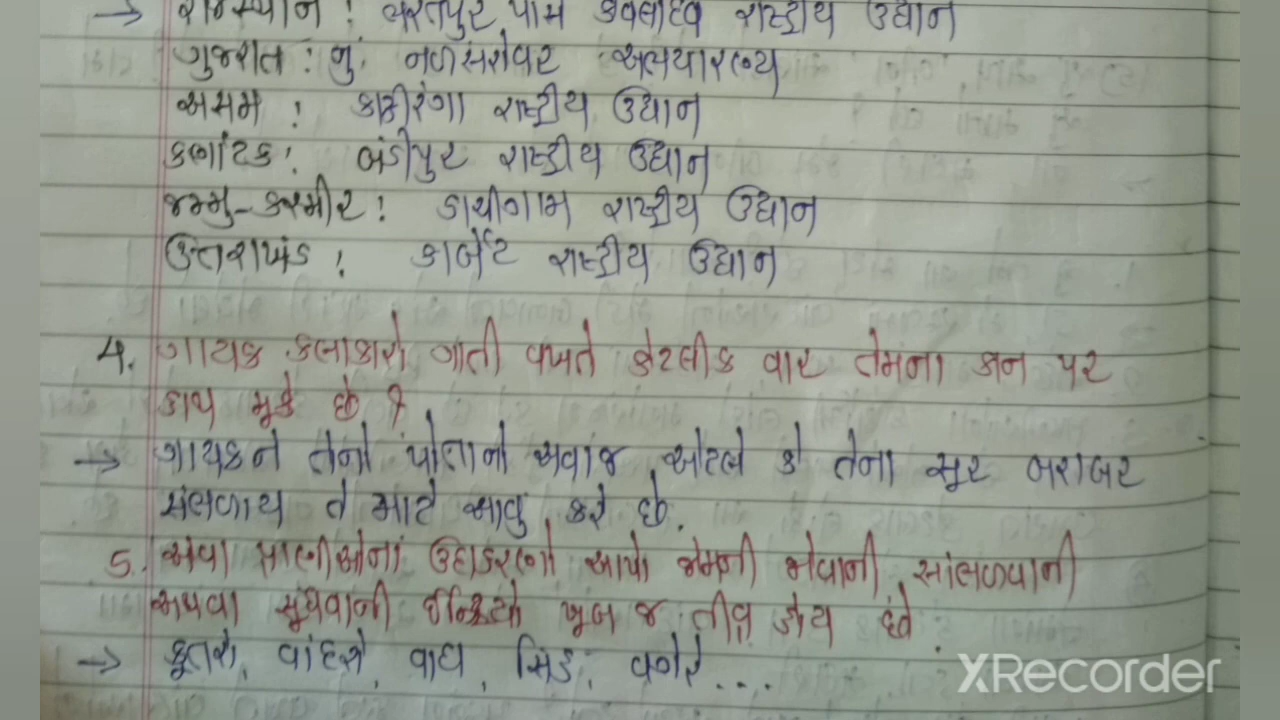 → રાજસ્થાન : ભરતપુર પાસે કેવલાદેવ રાષ્ટ્રીય ઉદ્યાન
ગુજરાત : નું નળસરોવર અભયારણ્ય
અસમ : કાઝીરંગા રાષ્ટ્રીય ઉદ્યાન
કર્ણાટક : બંડીપુર રાષ્ટ્રીય ઉદ્યાન
જમ્મુ-કશ્મીર : ડાચીગામ રાષ્ટ્રીય ઉદ્યાન
ઉત્તરાખંડ : કાર્બેટ રાષ્ટ્રીય ઉદ્યાન
4. ગાયક કલાકારો ગાતી વખતે કેટલીક વાર તેમના કાન પર
હાથ મૂકે છે ?
→ ગાયકને તેનો પોતાનો અવાજ એટલે કે તેના સૂર બરાબર
સંભળાય તે માટે આવુ કરે છે.
5. એવા પ્રાણીઓનાં ઉદાહરણો આપો જેમની જોવાની, સાંભળવાની
અથવા સૂંઘવાની ઈન્દ્રિયો ખૂબ જ તીવ્ર હોય છે.
→ કૂતરો, વાંદરો, વાઘ, સિંહ, વગેરે...
XRecorder